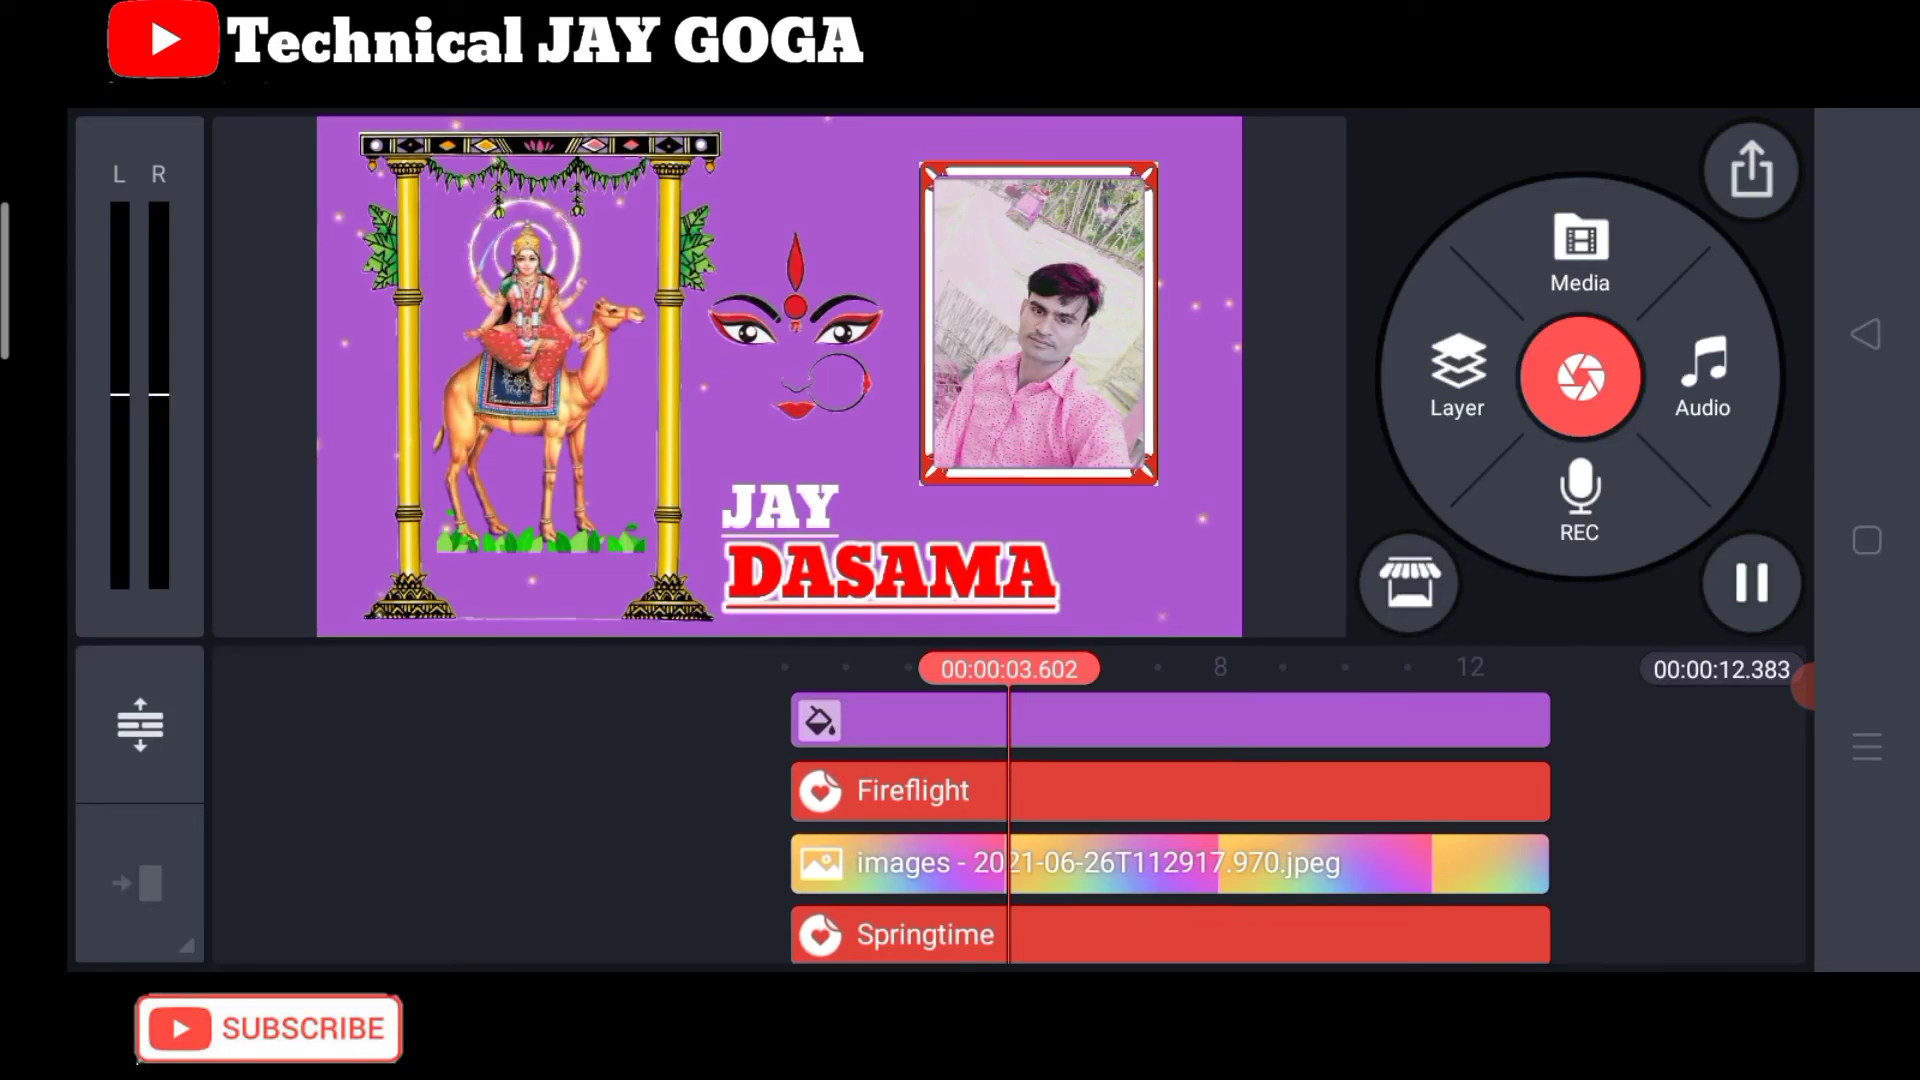 Technical JAY GOGA
L R
Media
Layer
Audio
REC
JAY
DASAMA
00:00:03.602
8
12
00:00:12.383
Fireflight
images - 2021-06-26T112917.970.jpeg
Springtime
SUBSCRIBE